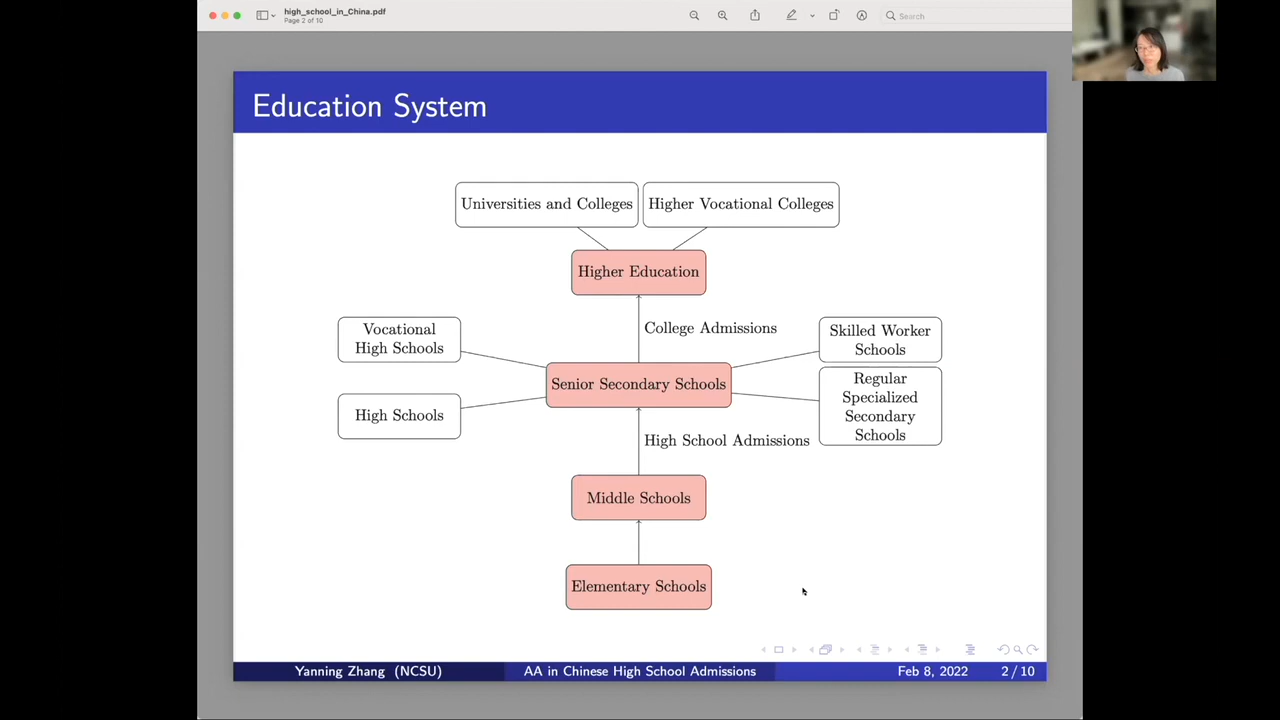 high_school_in_China.pdf
Page 2 of 10
Search
Education System
Universities and Colleges
Higher Vocational Colleges
Higher Education
College Admissions
Vocational
High Schools
Skilled Worker
Schools
Senior Secondary Schools
High Schools
Regular
Specialized
Secondary
Schools
High School Admissions
Middle Schools
Elementary Schools
Yanning Zhang (NCSU)
AA in Chinese High School Admissions
Feb 8, 2022
2 / 10